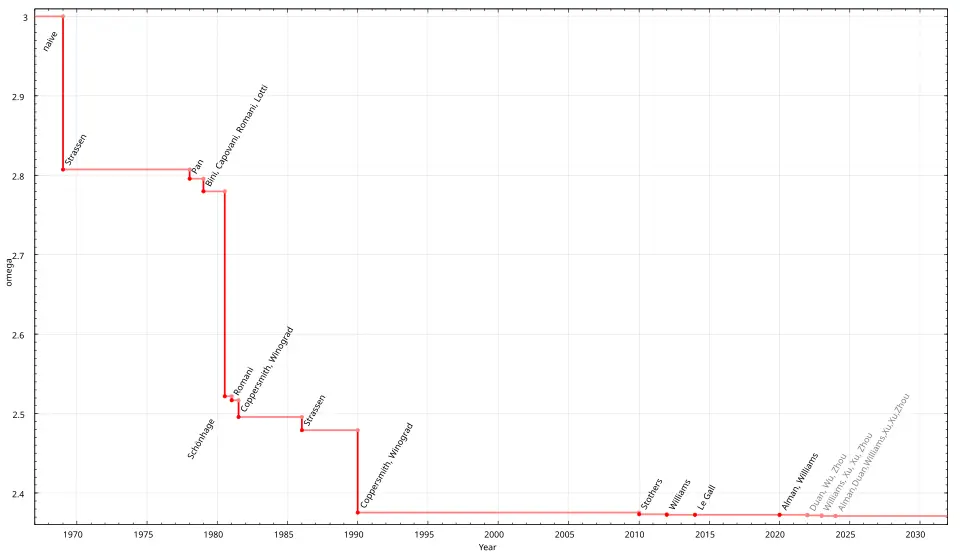 3
2.9
2.8
2.7
2.6
2.5
2.4
omega
naive
Strassen
Pan
Bini, Capovani, Romani, Lotti
Schönhage
Romani
Coppersmith, Winograd
Strassen
Coppersmith, Winograd
Stothers
Williams
Le Gall
Alman, Williams
Duan, Wu, Zhou
Williams, Xu, Xu, Zhou
Alman,Duan,Williams,Xu,Xu,Zhou
1970
1975
1980
1985
1990
1995
2000
2005
2010
2015
2020
2025
2030
Year